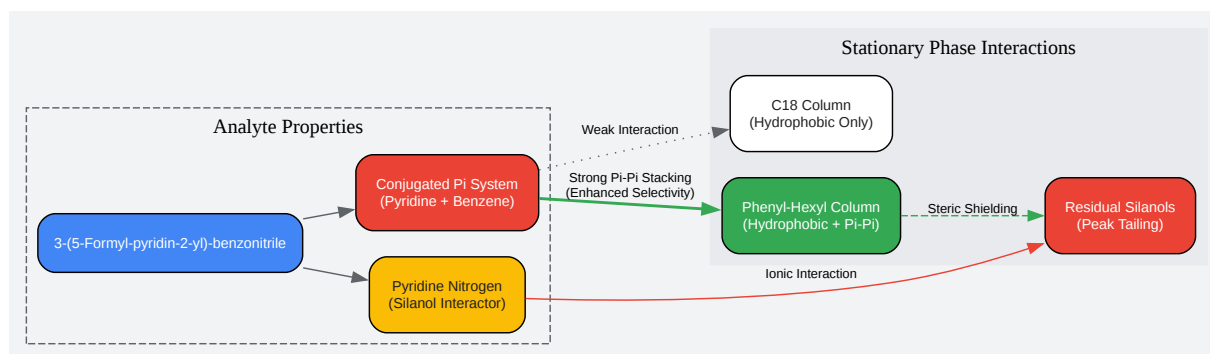 Stationary Phase Interactions
C18 Column
(Hydrophobic Only)
Analyte Properties
Weak Interaction
Conjugated Pi System
(Pyridine + Benzene)
Strong Pi-Pi Stacking
(Enhanced Selectivity)
Phenyl-Hexyl Column
(Hydrophobic + Pi-Pi)
Steric Shielding
Residual Silanols
(Peak Tailing)
3-(5-Formyl-pyridin-2-yl)-benzonitrile
Ionic Interaction
Pyridine Nitrogen
(Silanol Interactor)